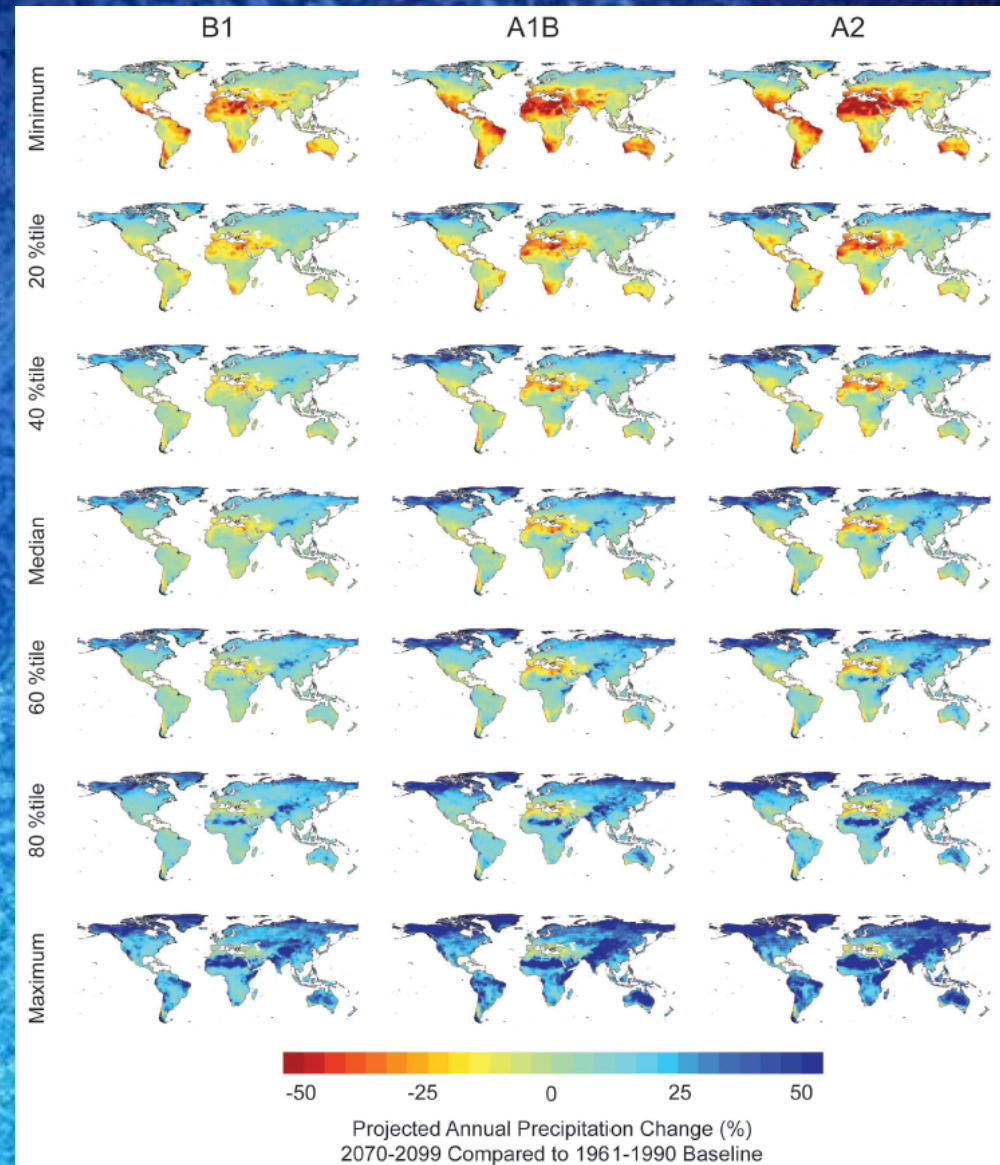 B1 A1B A2
Minimum
20 %tile
40 %tile
Median
60 %tile
80 %tile
Maximum
-50 -25 0 25 50
Projected Annual Precipitation Change (%)
2070-2099 Compared to 1961-1990 Baseline